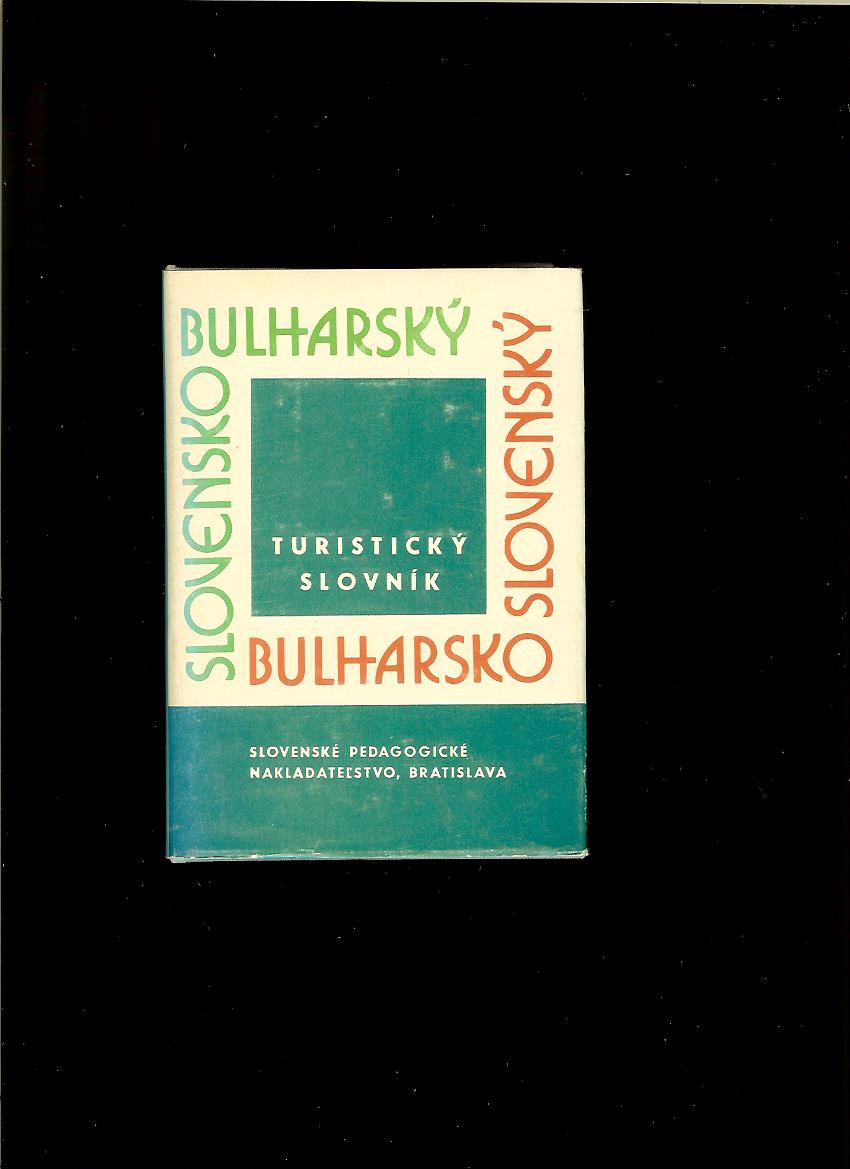 SLOVENSKO
BULHARSKÝ
BULHARSKO
SLOVENSKÝ
TURISTICKÝ
SLOVNÍK
SLOVENSKÉ PEDAGOGICKÉ
NAKLADATEĽSTVO, BRATISLAVA